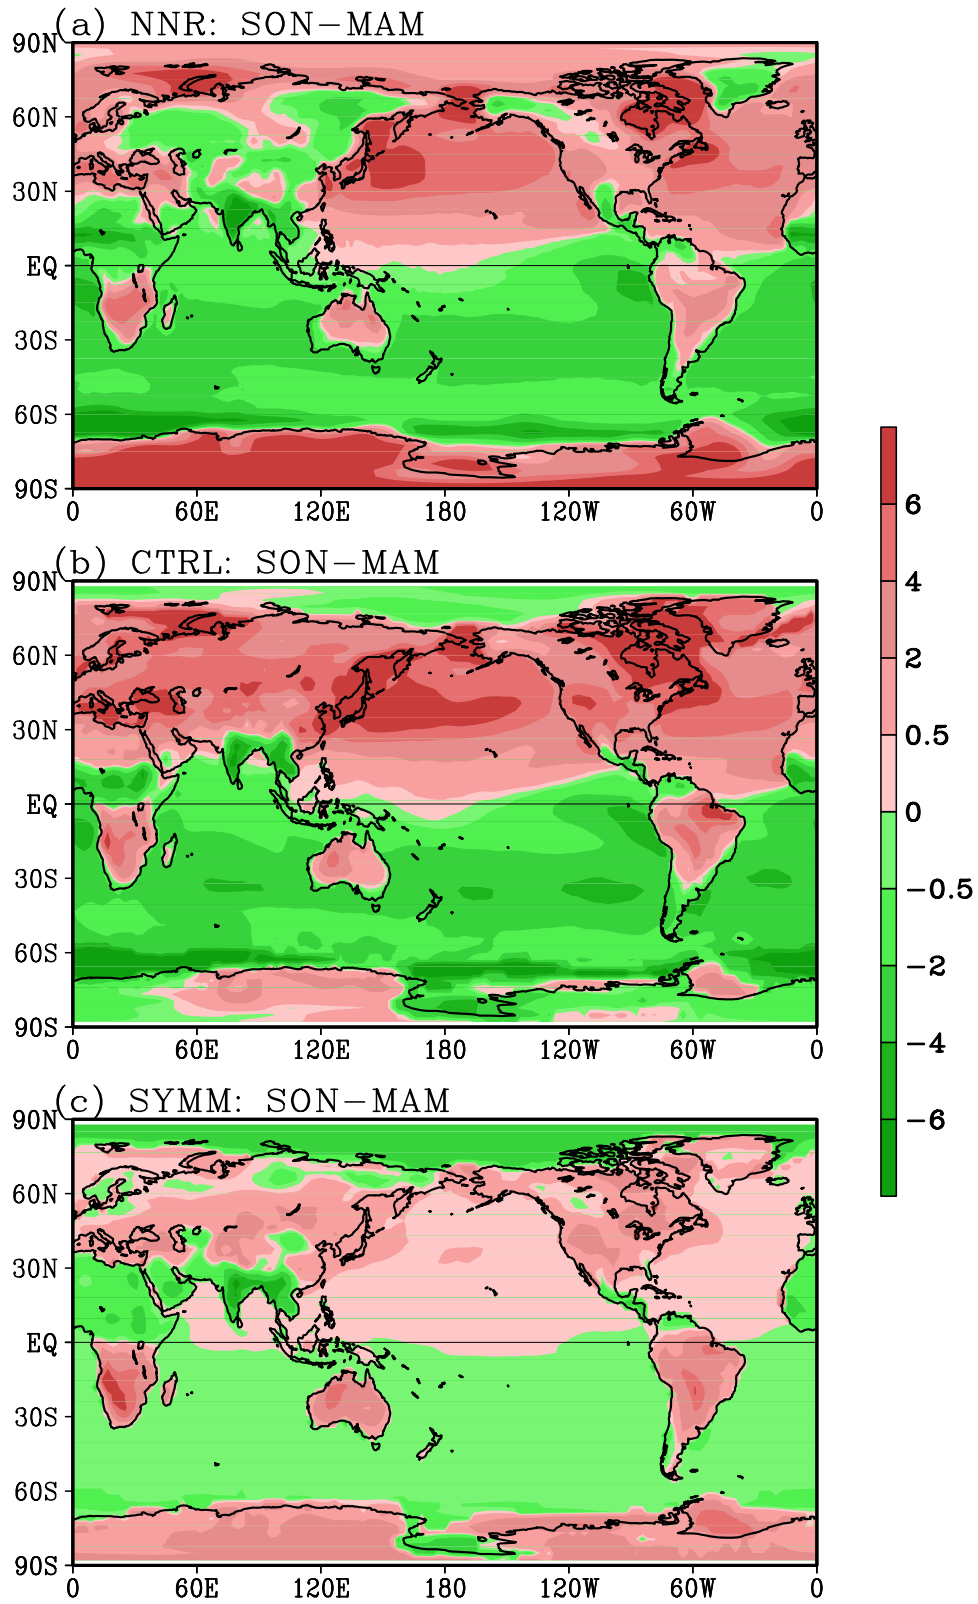 (a) NNR: SON−MAM
90N
60N
30N
EQ
30S
60S
90S
0 60E 120E 180 120W 60W 0
(b) CTRL: SON−MAM
90N
60N
30N
EQ
30S
60S
90S
0 60E 120E 180 120W 60W 0
(c) SYMM: SON−MAM
90N
60N
30N
EQ
30S
60S
90S
0 60E 120E 180 120W 60W 0
6
4
2
0.5
0
−0.5
−2
−4
−6